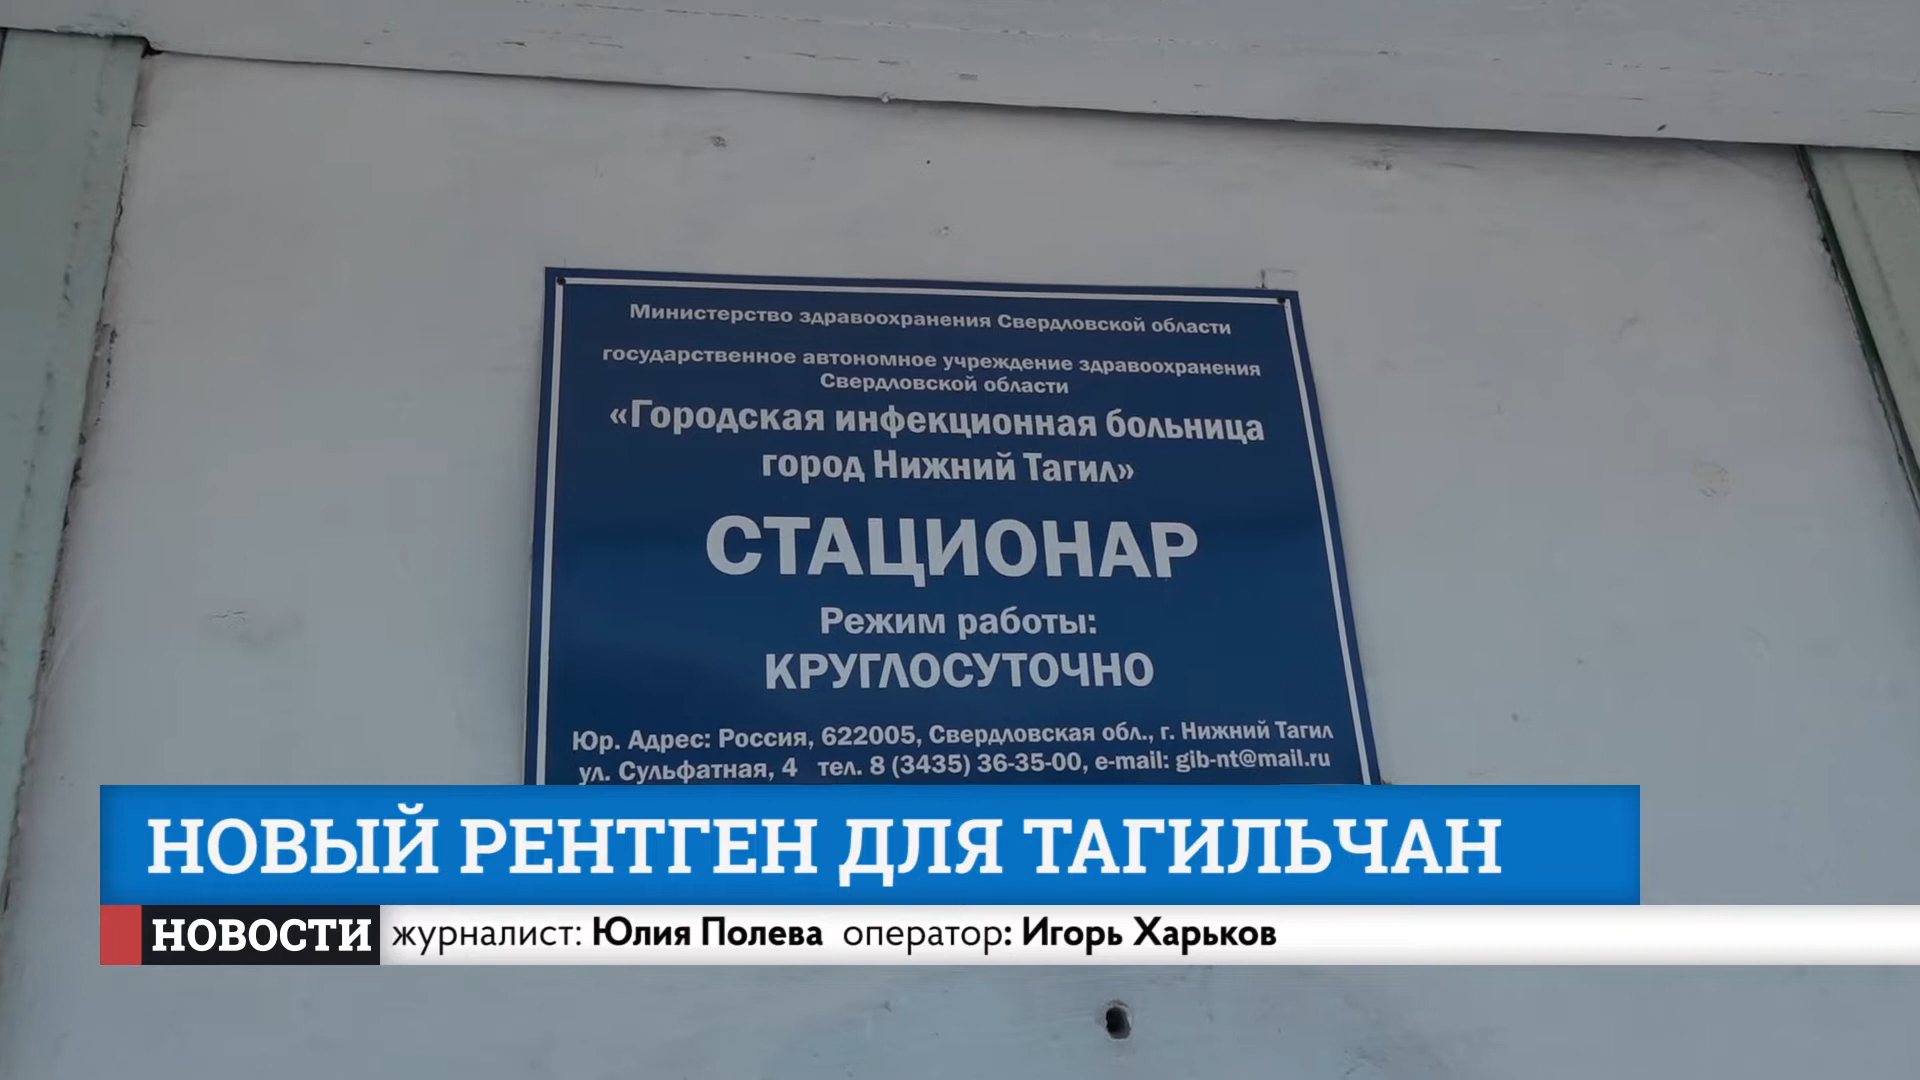 Министерство здравоохранения Свердловской области
государственное автономное учреждение здравоохранения
Свердловской области
«Городская инфекционная больница
город Нижний Тагил»
СТАЦИОНАР
Режим работы:
КРУГЛОСУТОЧНО
Юр. Адрес: Россия, 622005, Свердловская обл., г. Нижний Тагил
ул. Сульфатная, 4 тел. 8 (3435) 36-35-00, e-mail: gib-nt@mail.ru
НОВЫЙ РЕНТГЕН ДЛЯ ТАГИЛЬЧАН
НОВОСТИ журналист: Юлия Полева оператор: Игорь Харьков